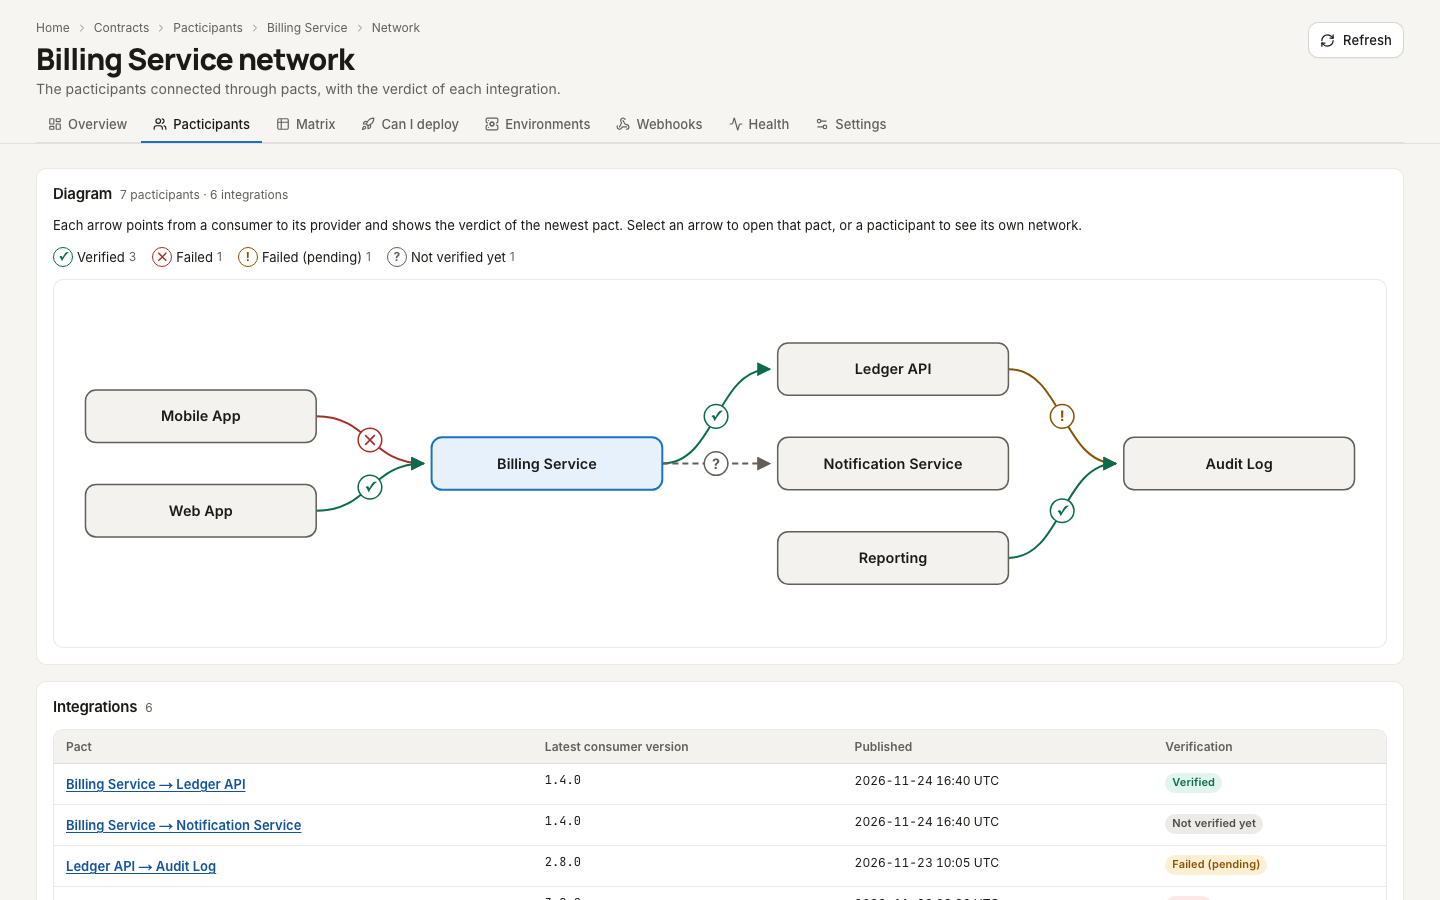 Home > Contracts > Pacticipants > Billing Service > Network
Billing Service network
The pacticipants connected through pacts, with the verdict of each integration.
Refresh
Overview Pacticipants Matrix Can I deploy Environments Webhooks Health Settings
Diagram 7 pacticipants · 6 integrations
Each arrow points from a consumer to its provider and shows the verdict of the newest pact. Select an arrow to open that pact, or a pacticipant to see its own network.
✓ Verified 3 ✕ Failed 1 ! Failed (pending) 1 ? Not verified yet 1
Ledger API
Mobile App
!
Billing Service
?
Notification Service
Audit Log
Web App
Reporting
Integrations 6
Pact Latest consumer version Published Verification
Billing Service → Ledger API 1.4.0 2026-11-24 16:40 UTC Verified
Billing Service → Notification Service 1.4.0 2026-11-24 16:40 UTC Not verified yet
Ledger API → Audit Log 2.8.0 2026-11-23 10:05 UTC Failed (pending)